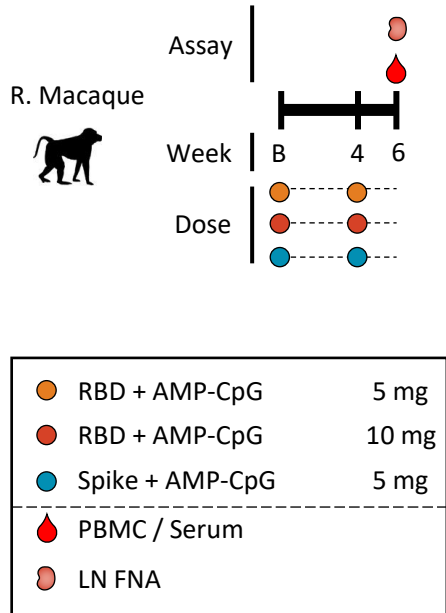 Assay
R. Macaque
Week B 4 6
Dose
RBD + AMP-CpG 5 mg
RBD + AMP-CpG 10 mg
Spike + AMP-CpG 5 mg
PBMC / Serum
LN FNA